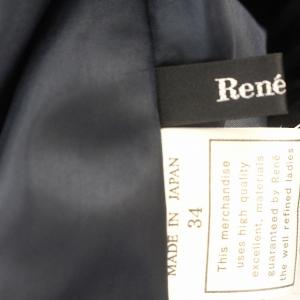 René
MADE IN JAPAN
34
This merchandise
uses high quality
excellent, materials
guaranteed by René
the well refined ladies